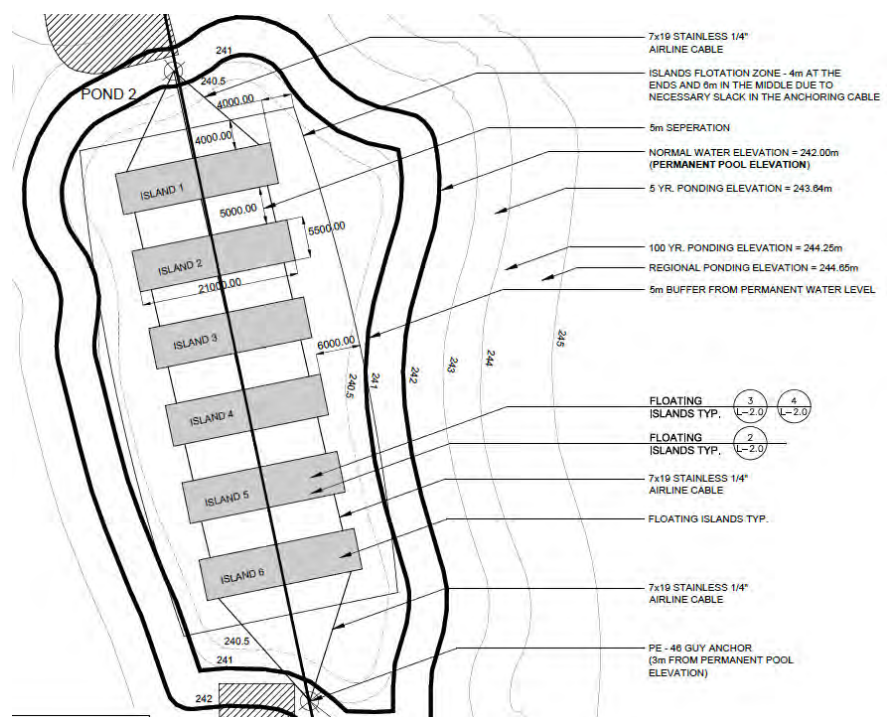 241
240.5
POND 2
4000.00
4000.00
ISLAND 1
5000.00
5500.00
ISLAND 2
21000.00
ISLAND 3
6000.00
ISLAND 4
ISLAND 5
ISLAND 6
240.5
241
242
243
244
245
240.5
241
242
7x19 STAINLESS 1/4"
AIRLINE CABLE
ISLANDS FLOTATION ZONE - 4m AT THE
ENDS AND 6m IN THE MIDDLE DUE TO
NECESSARY SLACK IN THE ANCHORING CABLE
5m SEPERATION
NORMAL WATER ELEVATION = 242.00m
(PERMANENT POOL ELEVATION)
5 YR. PONDING ELEVATION = 243.64m
100 YR. PONDING ELEVATION = 244.25m
REGIONAL PONDING ELEVATION = 244.65m
5m BUFFER FROM PERMANENT WATER LEVEL
FLOATING
ISLANDS TYP.
3
L-2.0
4
L-2.0
FLOATING
ISLANDS TYP.
2
L-2.0
7x19 STAINLESS 1/4"
AIRLINE CABLE
FLOATING ISLANDS TYP.
7x19 STAINLESS 1/4"
AIRLINE CABLE
PE - 46 GUY ANCHOR
(3m FROM PERMANENT POOL
ELEVATION)